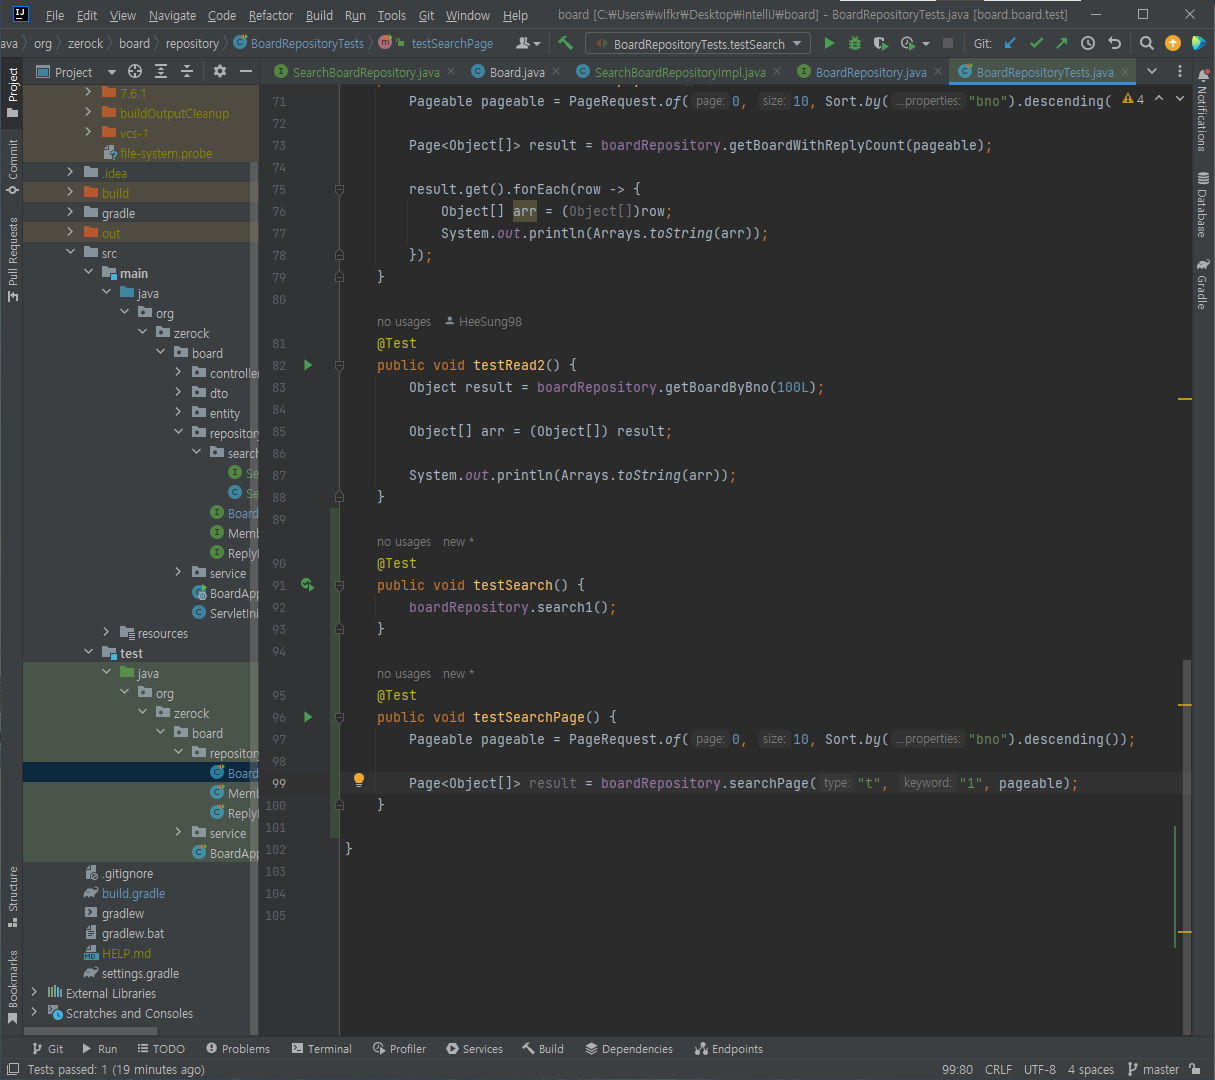 File Edit View Navigate Code Refactor Build Run Tools Git Window Help board [C:₩Users₩wlfkr₩Desktop₩IntelliJ₩board] - BoardRepositoryTests.java [board.board.test]
ava org zerock board repository BoardRepositoryTests testSearchPage BoardRepositoryTests.testSearch Git:
Project SearchBoardRepository.java Board.java SearchBoardRepositoryImpl.java BoardRepository.java BoardRepositoryTests.java
Project
Commit
Pull Requests
Structure
Bookmarks
7.6.1
buildOutputCleanup
vcs-1
file-system.probe
.idea
build
gradle
out
src
main
java
org
zerock
board
controlle
dto
entity
repository
search
Se
Se
Board
Memb
Reply
service
BoardApp
ServletIni
resources
test
java
org
zerock
board
repository
Board
Memb
Reply
service
BoardApp
.gitignore
build.gradle
gradlew
gradlew.bat
HELP.md
settings.gradle
External Libraries
Scratches and Consoles
71 Pageable pageable = PageRequest.of( page: 0, size: 10, Sort.by( ...properties: "bno").descending( 4
72
73 Page<Object[]> result = boardRepository.getBoardWithReplyCount(pageable);
74
75 result.get().forEach(row -> {
76 Object[] arr = (Object[])row;
77 System.out.println(Arrays.toString(arr));
78 });
79 }
80
no usages HeeSung98
81 @Test
82 public void testRead2() {
83 Object result = boardRepository.getBoardByBno(100L);
84
85 Object[] arr = (Object[]) result;
86
87 System.out.println(Arrays.toString(arr));
88 }
89
no usages new *
90 @Test
91 public void testSearch() {
92 boardRepository.search1();
93 }
94
no usages new *
95 @Test
96 public void testSearchPage() {
97 Pageable pageable = PageRequest.of( page: 0, size: 10, Sort.by( ...properties: "bno").descending());
98
99 Page<Object[]> result = boardRepository.searchPage( type: "t", keyword: "1", pageable);
100 }
101
102 }
103
104
105
Notifications
Database
Gradle
Git Run TODO Problems Terminal Profiler Services Build Dependencies Endpoints
Tests passed: 1 (19 minutes ago) 99:80 CRLF UTF-8 4 spaces master